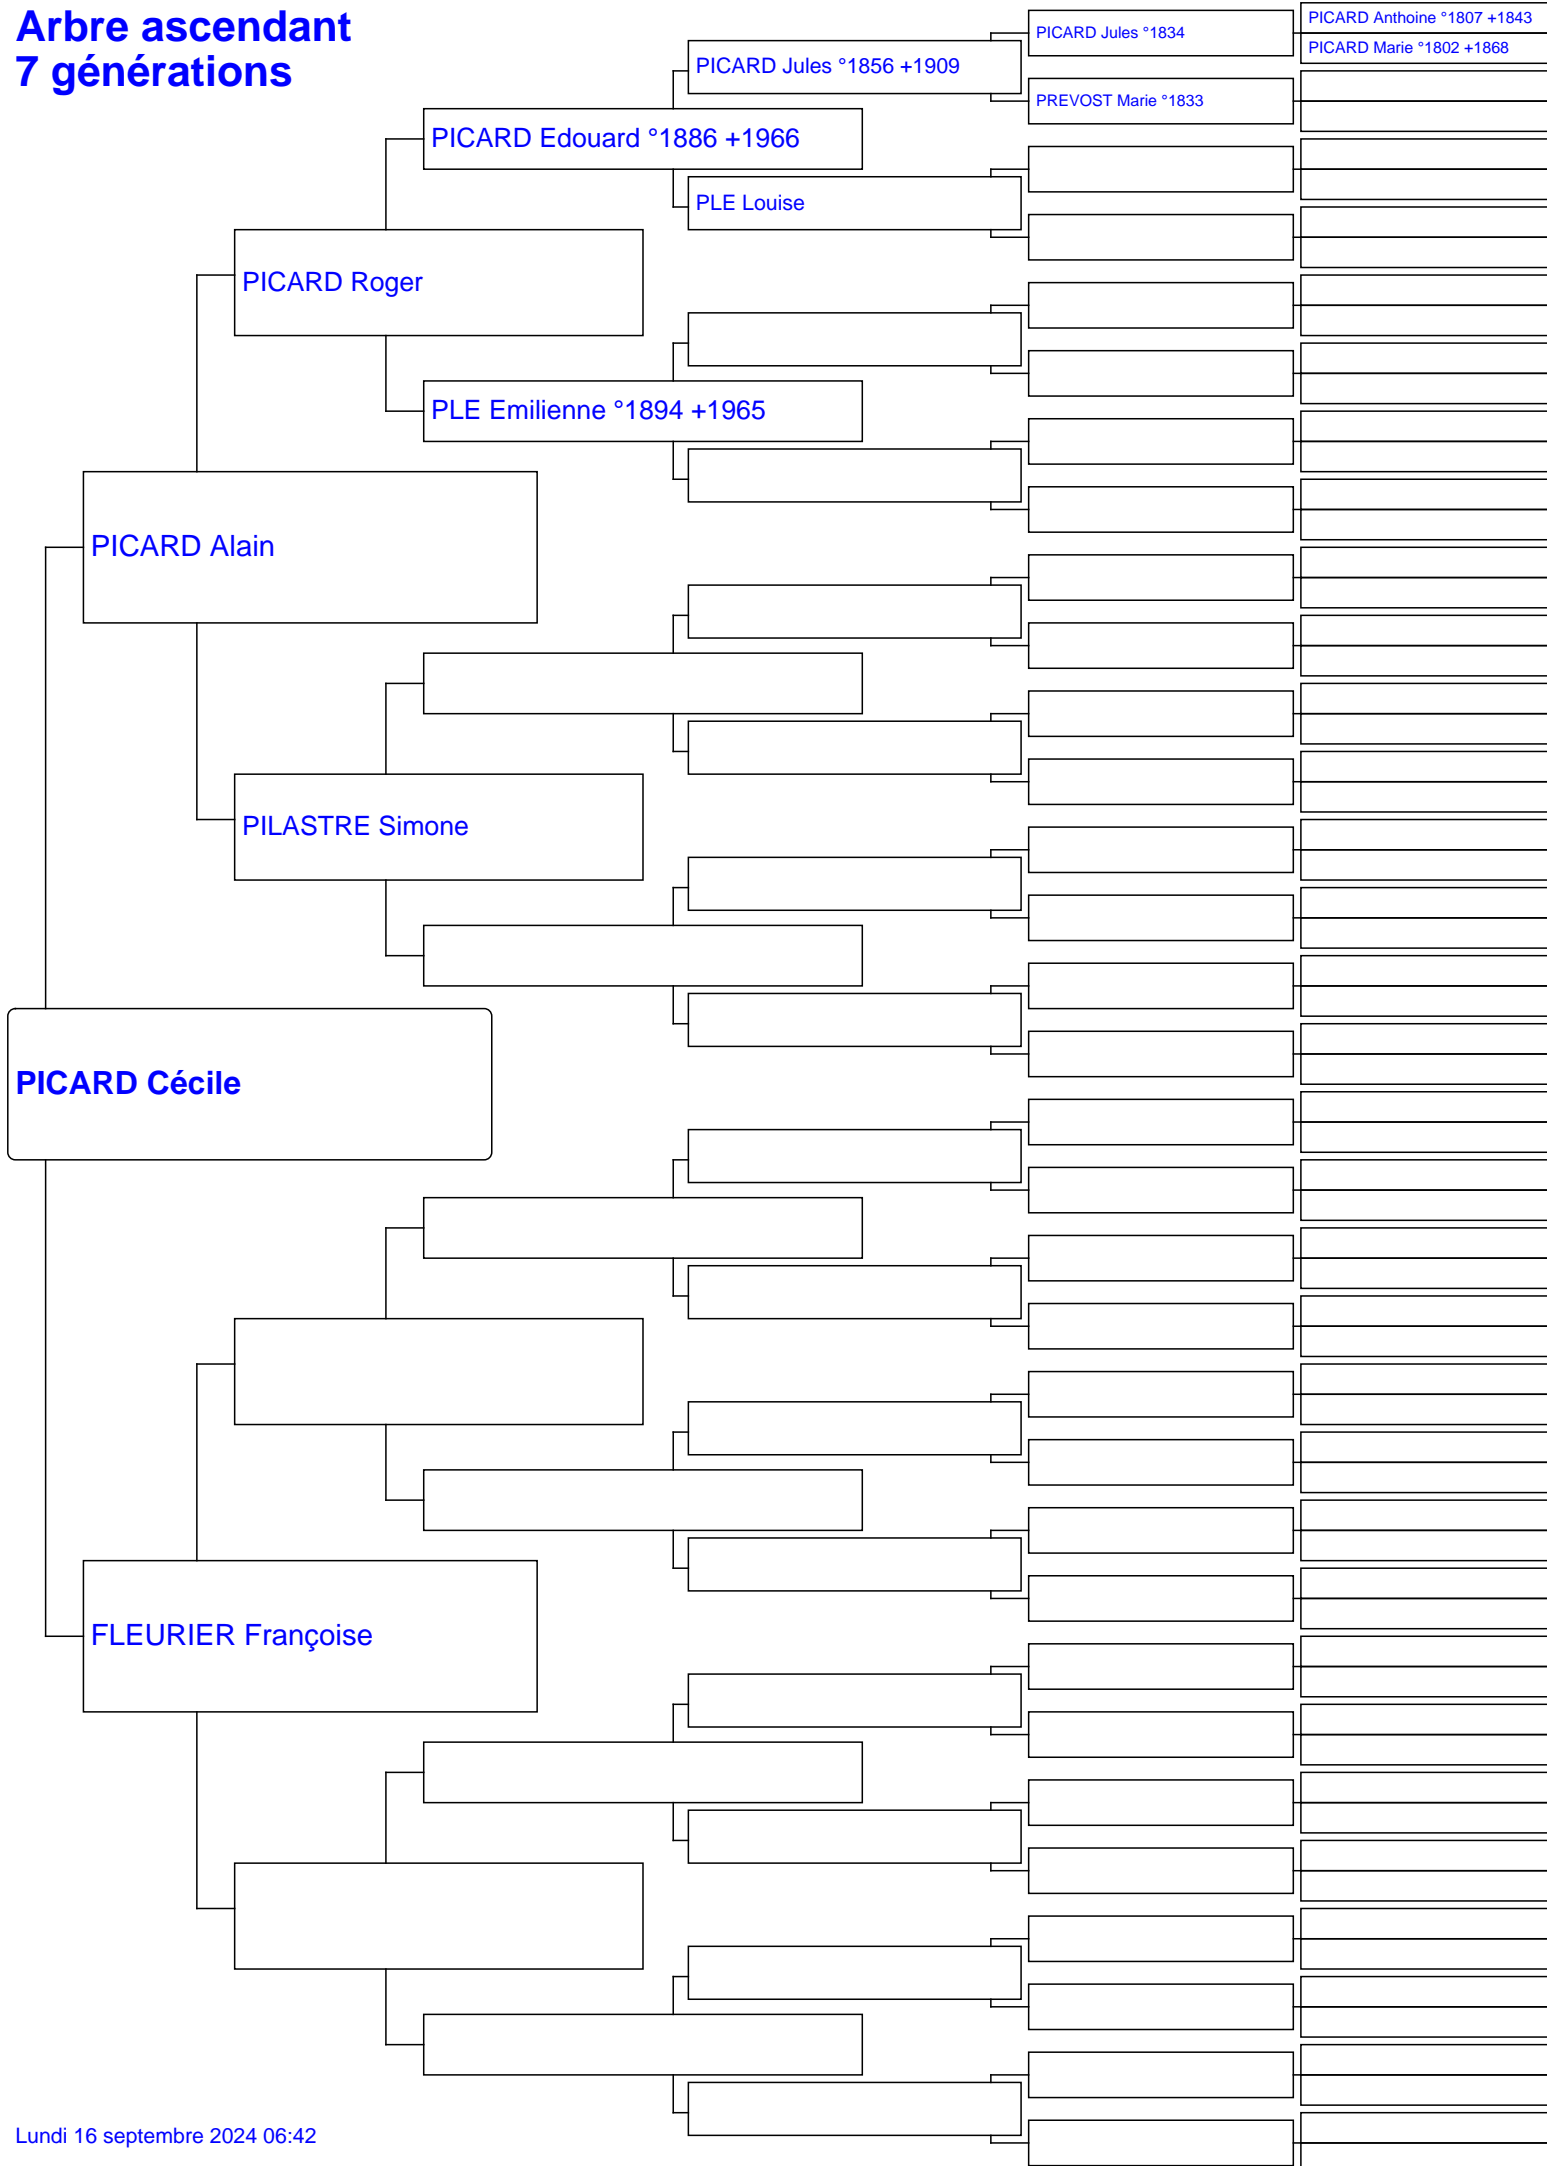 Arbre ascendant
7 générations
PICARD Anthoine °1807 +1843
PICARD Jules °1834
PICARD Marie °1802 +1868
PICARD Jules °1856 +1909
PREVOST Marie °1833
PICARD Edouard °1886 +1966
PLE Louise
PICARD Roger
PLE Emilienne °1894 +1965
PICARD Alain
PILASTRE Simone
PICARD Cécile
FLEURIER Françoise
Lundi 16 septembre 2024 06:42